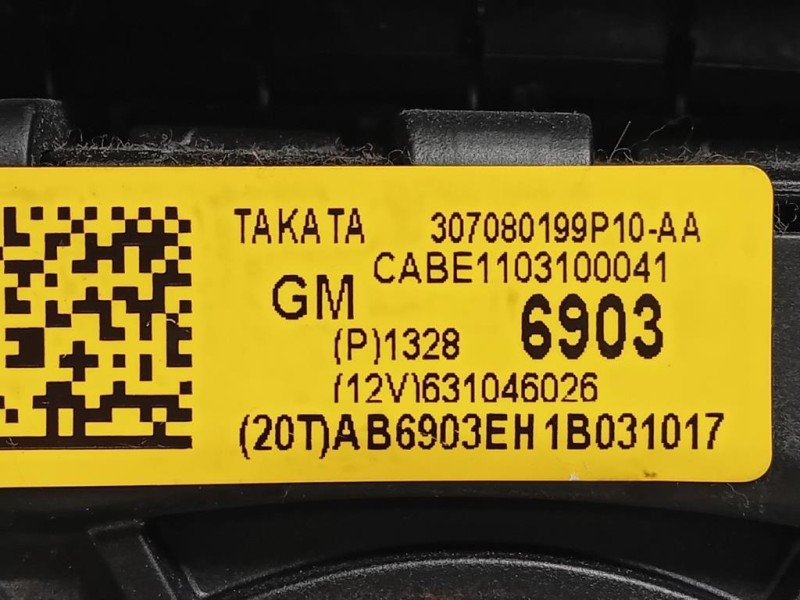 TAKATA 307080199P10-AA
CABE1103100041
GM
(P)1328 6903
(12V)631046026
(20T)AB6903EH1B031017